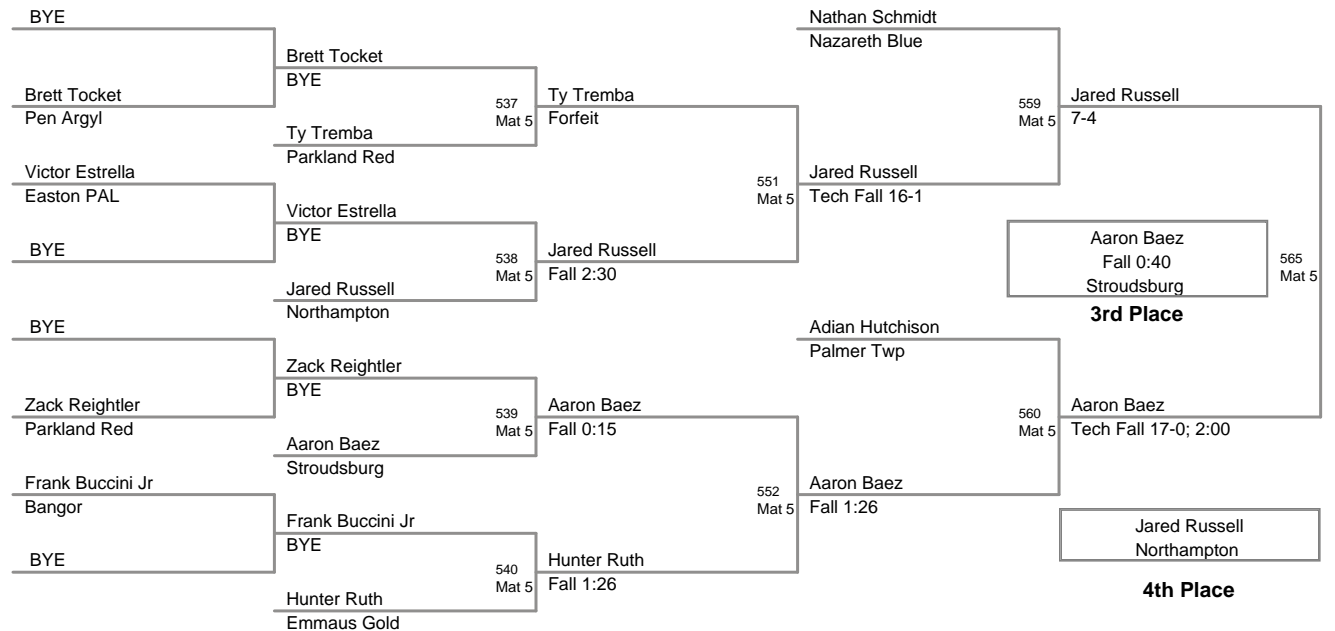 BYE
Brett Tocket
Pen Argyl
Victor Estrella
Easton PAL
BYE
BYE
Zack Reightler
Parkland Red
Frank Buccini Jr
Bangor
BYE
Brett Tocket
BYE
Ty Tremba
Parkland Red
Victor Estrella
BYE
Jared Russell
Northampton
Zack Reightler
BYE
Aaron Baez
Stroudsburg
Frank Buccini Jr
BYE
Hunter Ruth
Emmaus Gold
537
Mat 5
538
Mat 5
539
Mat 5
540
Mat 5
Ty Tremba
Forfeit
Jared Russell
Fall 2:30
Aaron Baez
Fall 0:15
Hunter Ruth
Fall 1:26
551
Mat 5
552
Mat 5
Nathan Schmidt
Nazareth Blue
Jared Russell
Tech Fall 16-1
Adian Hutchison
Palmer Twp
Aaron Baez
Fall 1:26
559
Mat 5
560
Mat 5
Jared Russell
7-4
Aaron Baez
Tech Fall 17-0; 2:00
565
Mat 5
Aaron Baez
Fall 0:40
Stroudsburg
3rd Place
Jared Russell
Northampton
4th Place